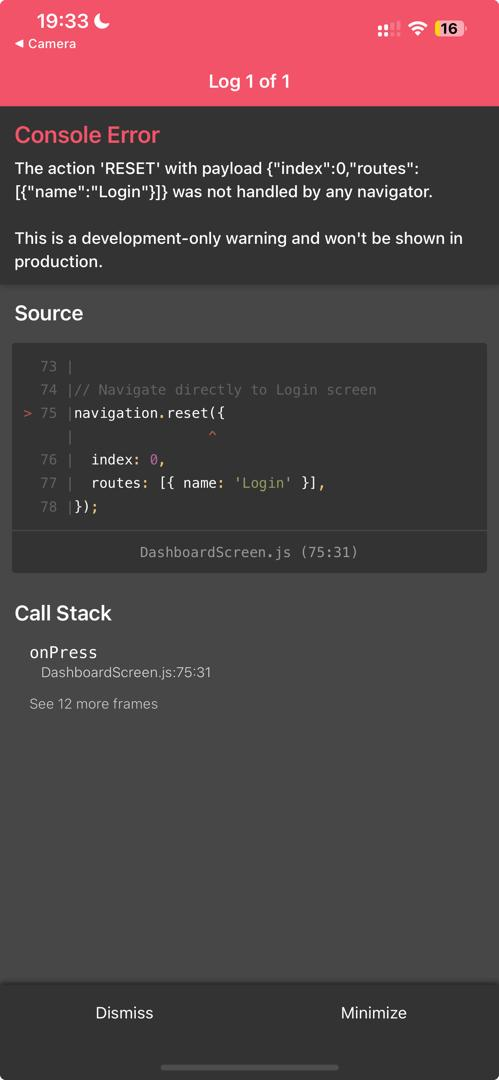 19:33
◀ Camera
16
Log 1 of 1
Console Error
The action 'RESET' with payload {"index":0,"routes":
[{"name":"Login"}]} was not handled by any navigator.
This is a development-only warning and won't be shown in
production.
Source
73 |
74 |// Navigate directly to Login screen
> 75 |navigation.reset({
| ^
76 |  index: 0,
77 |  routes: [{ name: 'Login' }],
78 |});
DashboardScreen.js (75:31)
Call Stack
onPress
DashboardScreen.js:75:31
See 12 more frames
Dismiss Minimize